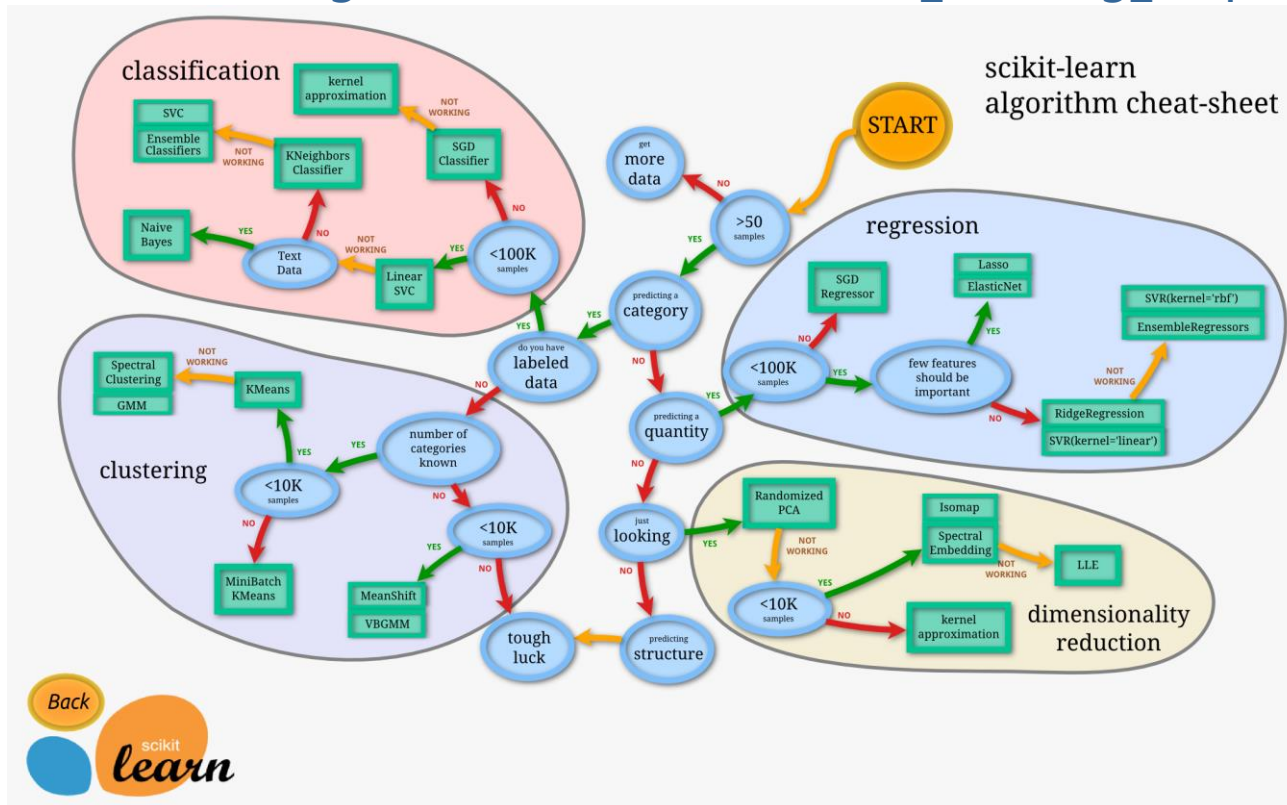 scikit-learn
algorithm cheat-sheet
START
classification
kernel
approximation
NOT
WORKING
SVC
Ensemble
Classifiers
NOT
WORKING
KNeighbors
Classifier
SGD
Classifier
NO
Naive
Bayes
YES
Text
Data
NO
NOT
WORKING
Linear
SVC
YES
<100K
samples
YES
get
more
data
NO
>50
samples
YES
predicting a
category
YES
NO
do you have
labeled
data
NO
predicting a
quantity
YES
NO
just
looking
YES
NO
predicting
structure
tough
luck
regression
SGD
Regressor
NO
Lasso
ElasticNet
YES
SVR(kernel='rbf')
EnsembleRegressors
NOT
WORKING
<100K
samples
YES
few features
should be
important
NO
RidgeRegression
SVR(kernel='linear')
clustering
Spectral
Clustering
GMM
NOT
WORKING
KMeans
YES
number of
categories
known
YES
NO
<10K
samples
NO
MiniBatch
KMeans
<10K
samples
YES
NO
MeanShift
VBGMM
Randomized
PCA
NOT
WORKING
<10K
samples
YES
NO
Isomap
Spectral
Embedding
NOT
WORKING
LLE
kernel
approximation
dimensionality
reduction
Back
scikit
learn